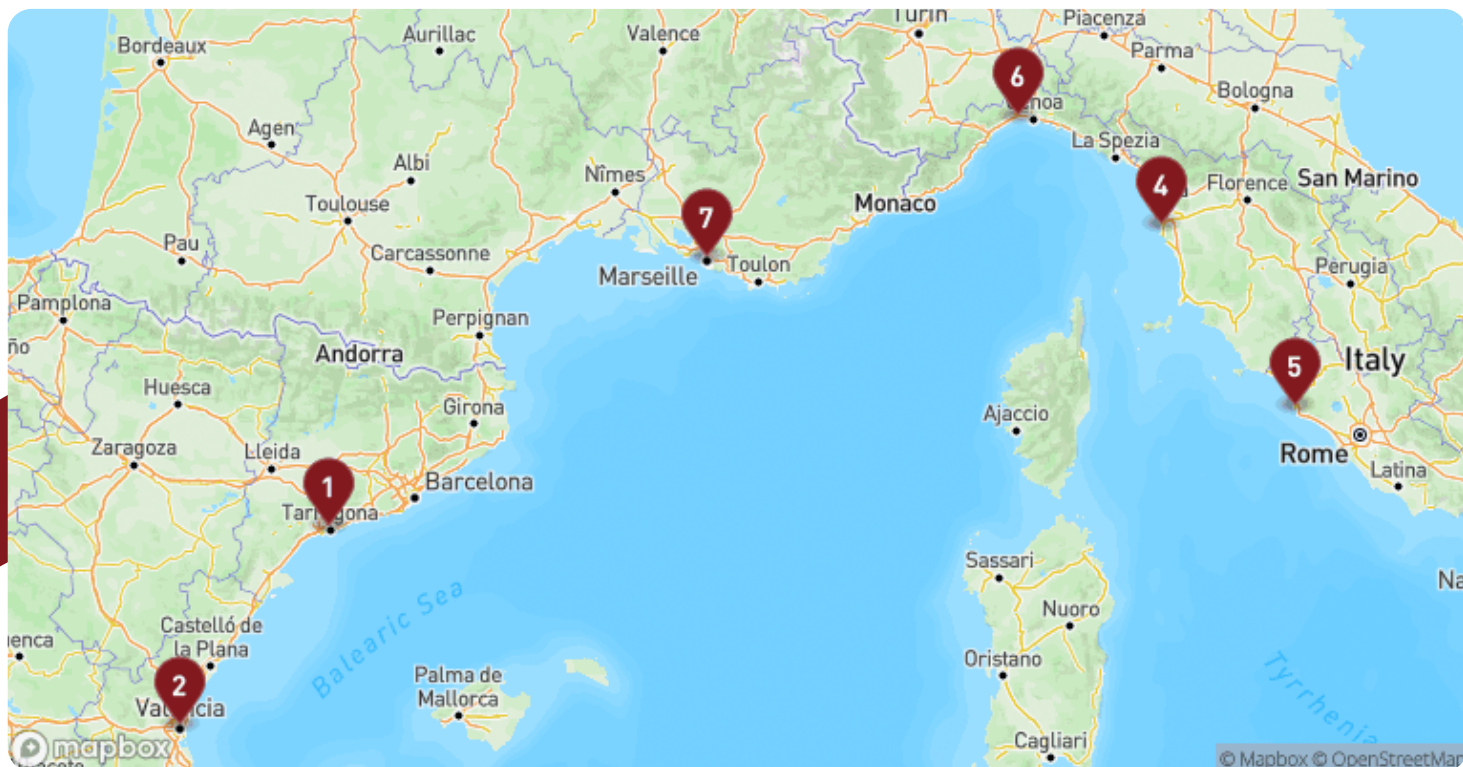 Bordeaux
Aurillac
Valence
Turin
Piacenza
Parma
6
Bologna
Agen
La Spezia
Albi
Nîmes
4
Florence
San Marino
Toulouse
Monaco
7
Pau
Carcassonne
Marseille
Toulon
Perugia
Pamplona
Perpignan
Andorra
5
Italy
Huesca
Girona
Ajaccio
Zaragoza
Lleida
Rome
Latina
1
Barcelona
Sassari
Balearic Sea
Nuoro
Castelló de
la Plana
Oristano
2
Palma de
Mallorca
Cagliari
mapbox
© Mapbox © OpenStreetMap